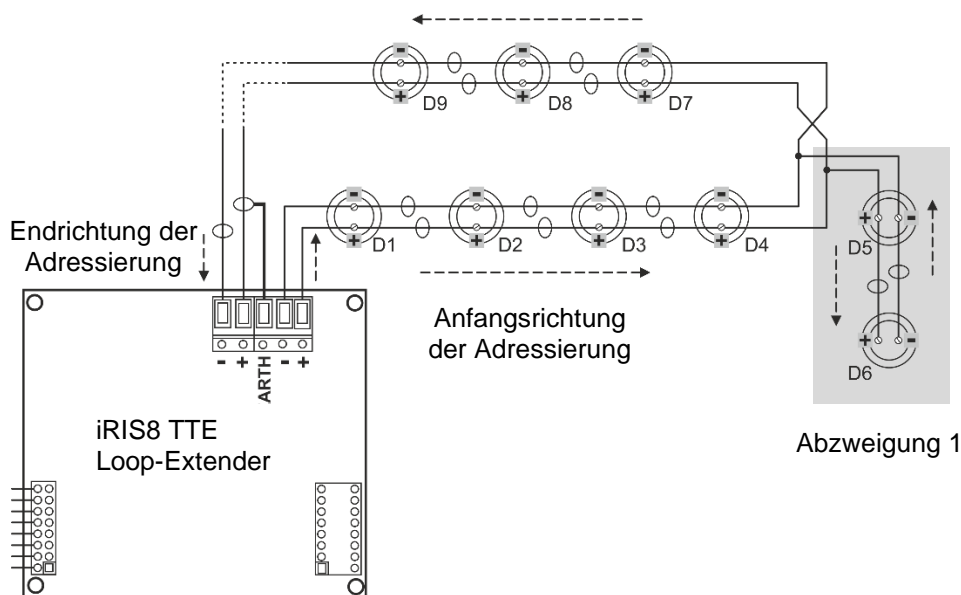 -
-
-
+
+
+
D9
D8
D7
-
-
-
-
+
+
+
+
D1
D2
D3
D4
+
-
D5
+
-
D6
Endrichtung der
Adressierung
Anfangsrichtung
der Adressierung
Abzweigung 1
- + ARTH - +
iRIS8 TTE
Loop-Extender